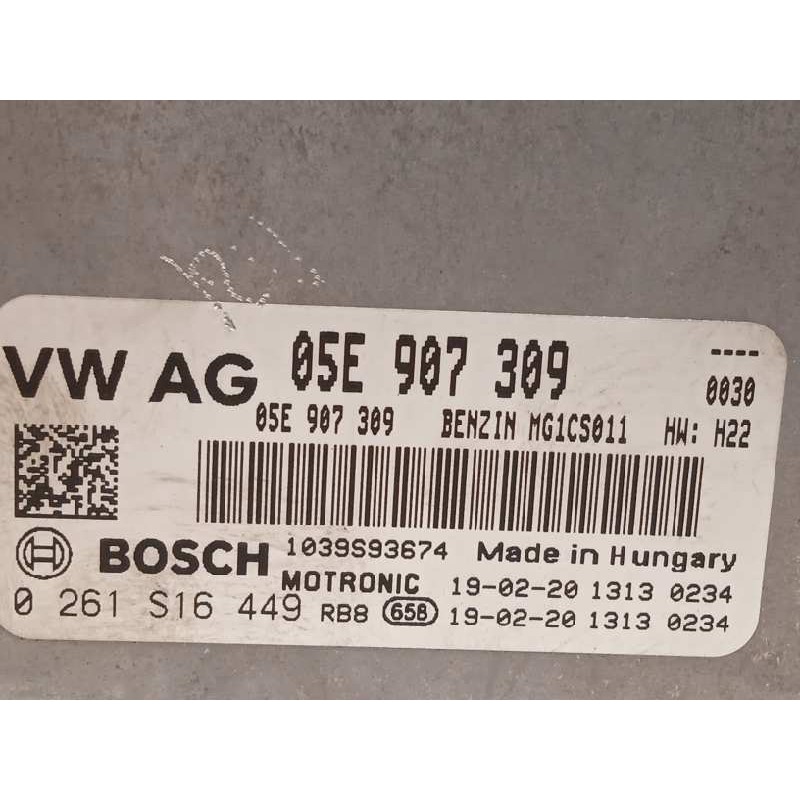 VW AG 05E 907 309 ----
0030
05E 907 309 BENZIN MG1CS011 HW: H22
BOSCH 1039S93674 Made in Hungary
MOTRONIC 19-02-20 1313 0234
0 261 S16 449 RB8 658 19-02-20 1313 0234